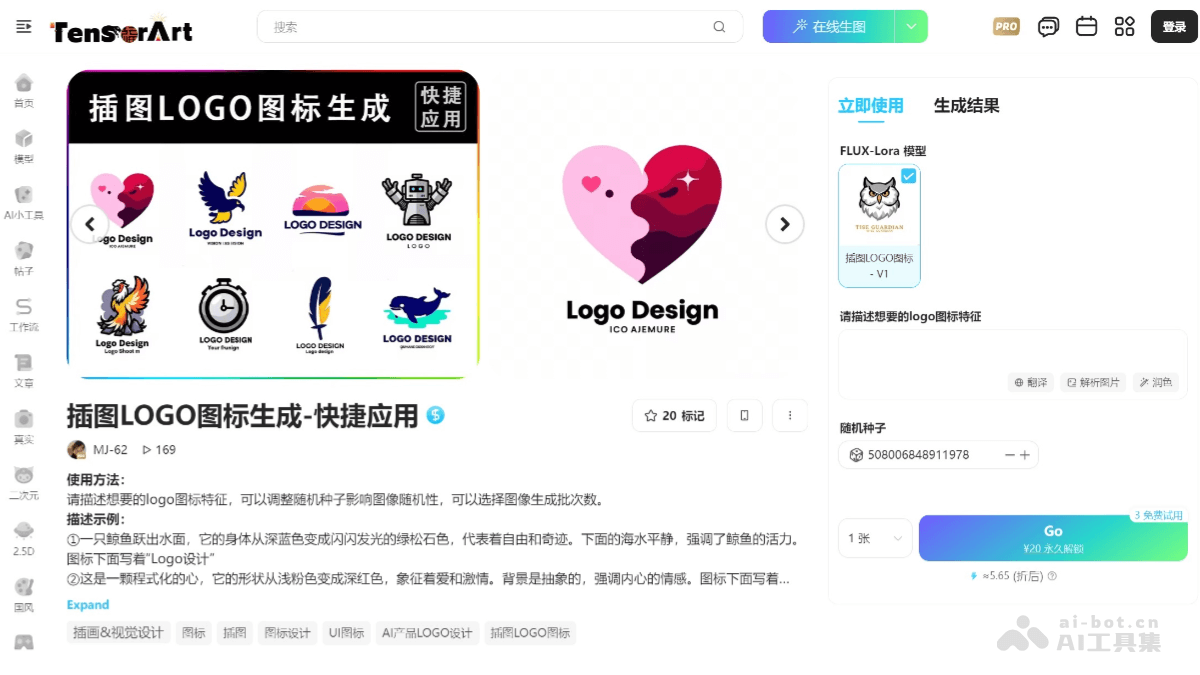 TensorArt
搜索
在线生图
PRO
登录
首页
模型
AI小工具
帖子
工作流
文章
真实
二次元
2.5D
国风
插图LOGO图标生成
快捷
应用
ogo Design
ICO AJEMURE
Logo Design
LOGO DESIGN
LOGO DESIGN
LOGO
Logo Design
Logo Shoot m
LOGO DESIGN
Your Dunign
LOGO DESIGN
Logo design
LOGO DESIGN
Logo Design
ICO AJEMURE
插图LOGO图标生成-快捷应用
20 标记
MJ-62
169
使用方法：
请描述想要的logo图标特征，可以调整随机种子影响图像随机性，可以选择图像生成批次数。
描述示例：
①一只鲸鱼跃出水面，它的身体从深蓝色变成闪闪发光的绿松石色，代表着自由和奇迹。下面的海水平静，强调了鲸鱼的活力。
图标下面写着“Logo设计”
②这是一颗程式化的心，它的形状从浅粉色变成深红色，象征着爱和激情。背景是抽象的，强调内心的情感。图标下面写着...
Expand
插画&视觉设计
图标
插图
图标设计
UI图标
AI产品LOGO设计
插图LOGO图标
立即使用
生成结果
FLUX-Lora 模型
插图LOGO图标
- V1
请描述想要的logo图标特征
翻译
解析图片
润色
随机种子
508006848911978
1 张
3 免费试用
Go
¥20 永久解锁
≈5.65 (折后)
ai-bot.cn
AI工具集